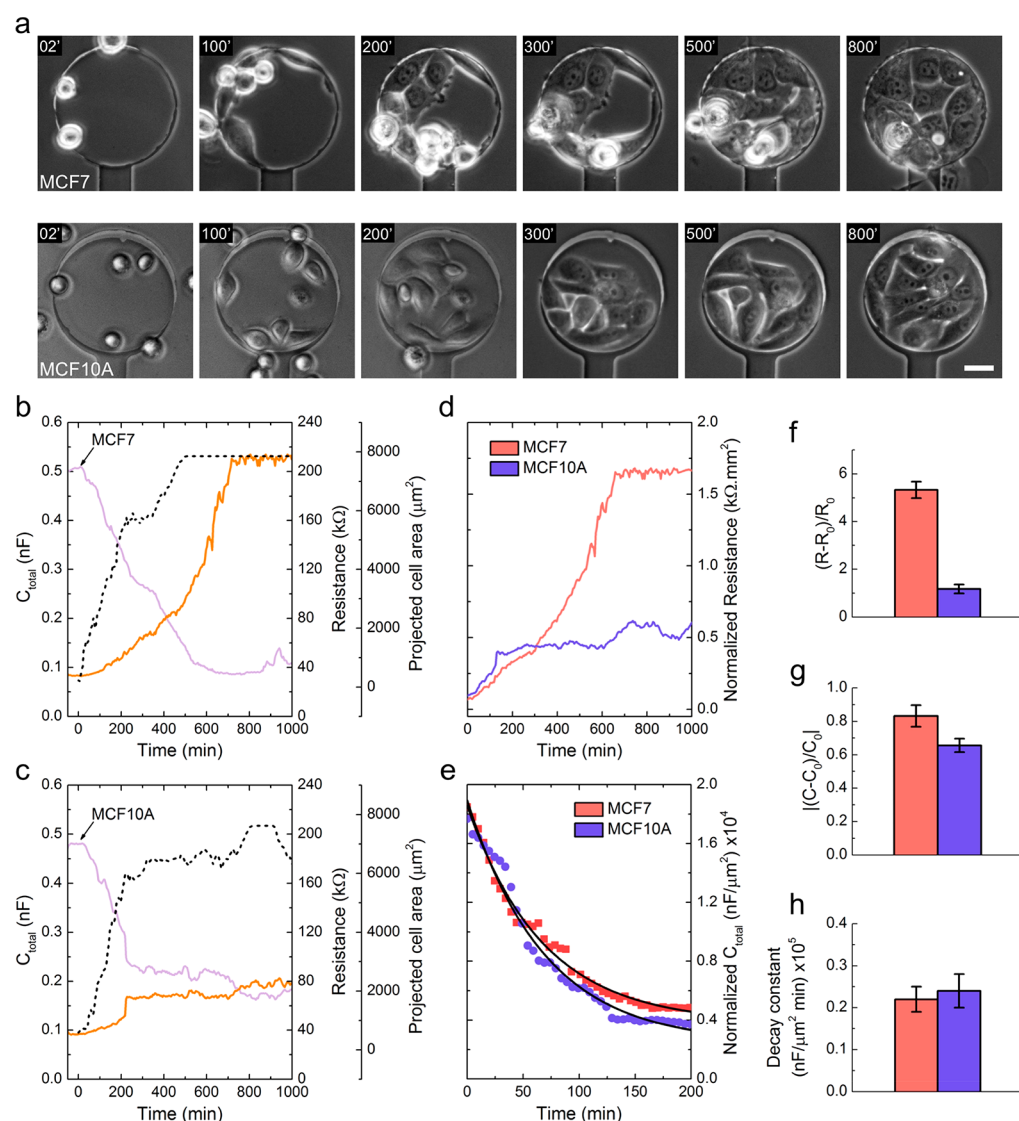 a
02' 100' 200' 300' 500' 800'
MCF7
02' 100' 200' 300' 500' 800'
MCF10A
b
MCF7
0.6
0.5
0.4
0.3
0.2
0.1
0.0
C_total (nF)
240
200
160
120
80
40
0
Resistance (kΩ)
8000
6000
4000
2000
0
Projected cell area (μm²)
0 200 400 600 800 1000
Time (min)
c
MCF10A
0.6
0.5
0.4
0.3
0.2
0.1
0.0
C_total (nF)
240
200
160
120
80
40
0
Resistance (kΩ)
8000
6000
4000
2000
0
Projected cell area (μm²)
0 200 400 600 800 1000
Time (min)
d
MCF7
MCF10A
2.0
1.5
1.0
0.5
0.0
Normalized Resistance (kΩ.mm²)
0 200 400 600 800 1000
Time (min)
e
MCF7
MCF10A
2.0
1.6
1.2
0.8
0.4
0.0
Normalized C_total (nF/μm²) x10⁴
0 50 100 150 200
Time (min)
f
6
4
2
0
(R-R₀)/R₀
g
1.0
0.8
0.6
0.4
0.2
0.0
|(C-C₀)/C₀|
h
0.4
0.3
0.2
0.1
0.0
Decay constant
(nF/μm² min) x10⁵